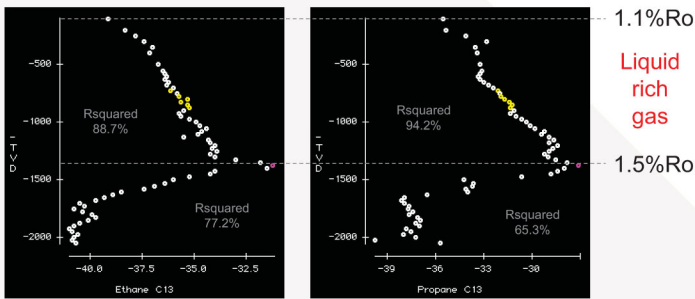 1.1%Ro
Liquid
rich
gas
1.5%Ro
-500
-1000
-1500
-2000
-TVD
Rsquared
88.7%
Rsquared
77.2%
-40.0
-37.5
-35.0
-32.5
Ethane C13
-500
-1000
-1500
-2000
-TVD
Rsquared
94.2%
Rsquared
65.3%
-39
-36
-33
-30
Propane C13